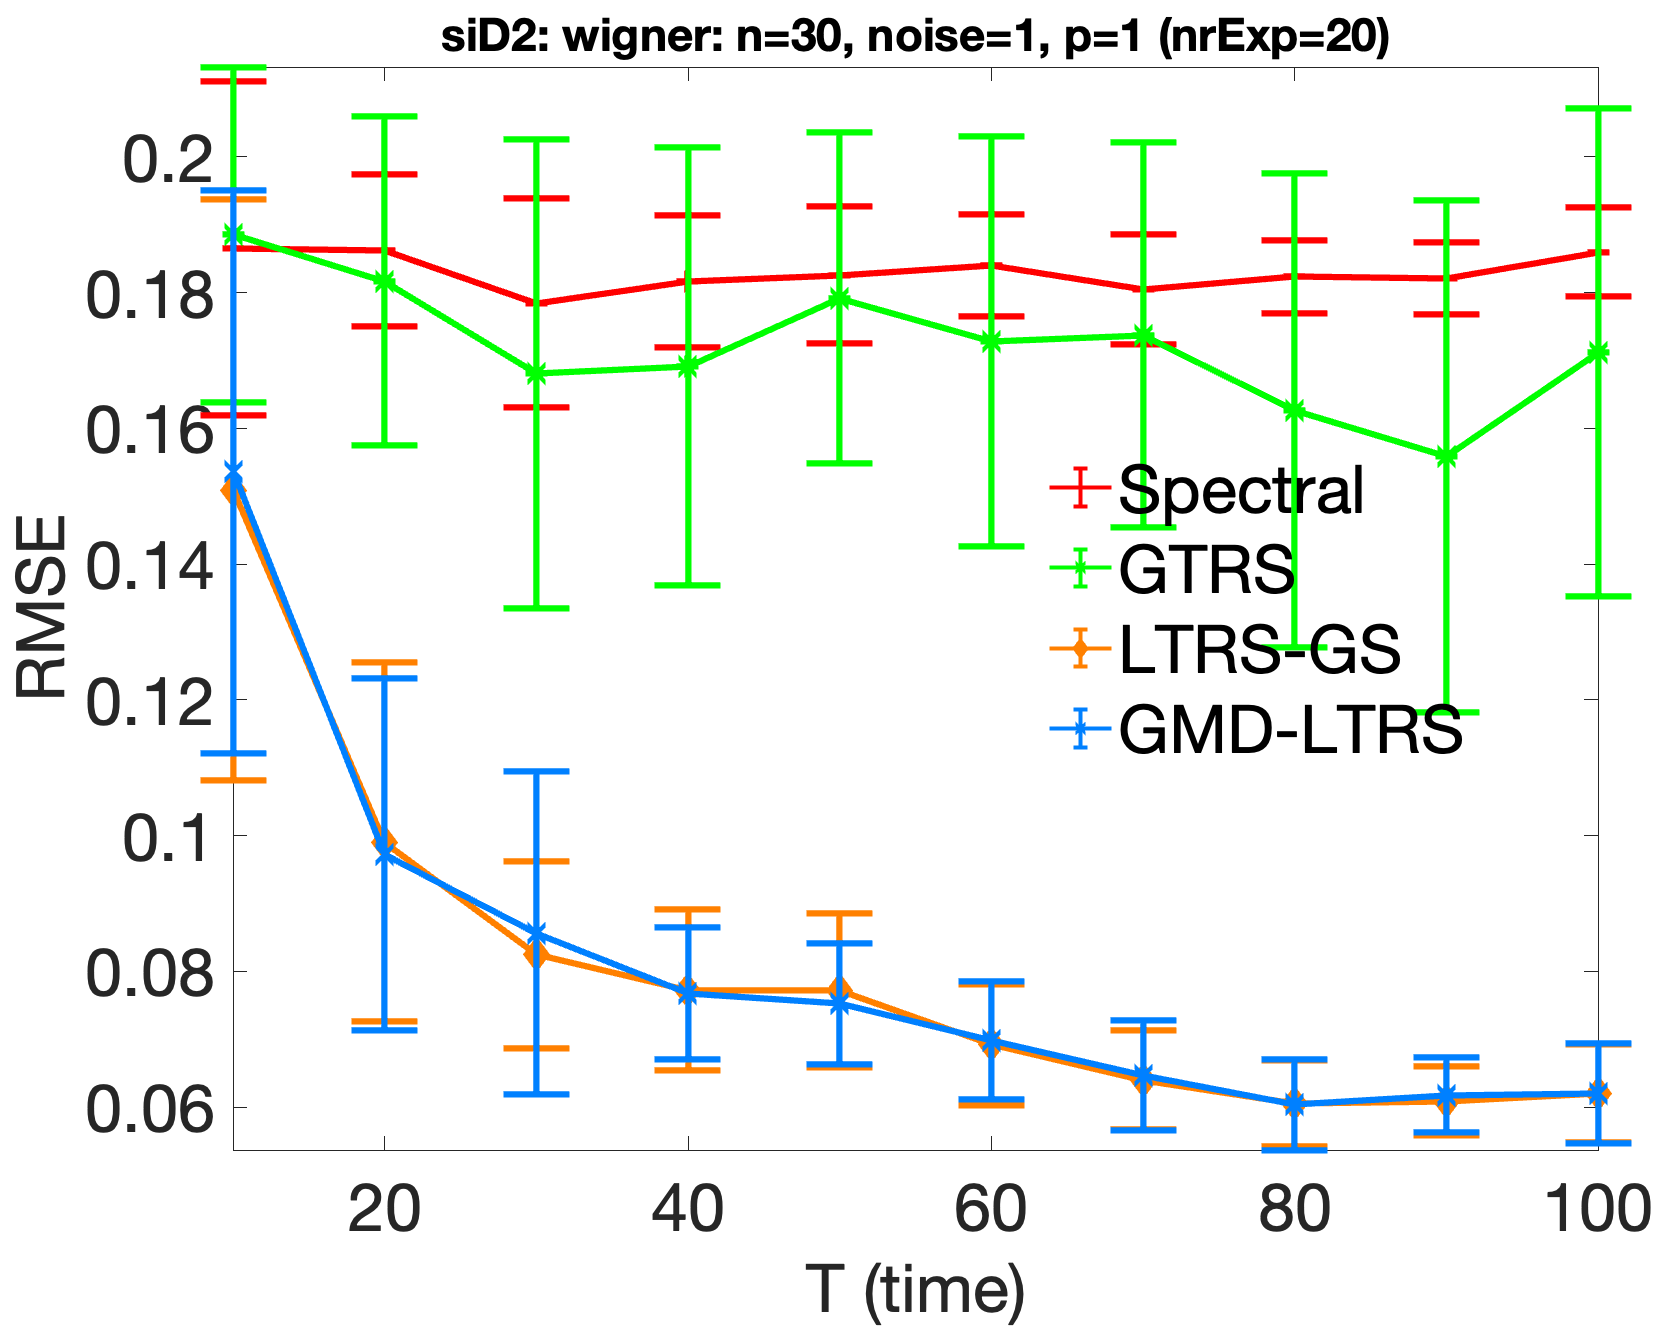 siD2: wigner: n=30, noise=1, p=1 (nrExp=20)
0.2
0.18
0.16
0.14
0.12
0.1
0.08
0.06
RMSE
Spectral
GTRS
LTRS-GS
GMD-LTRS
20 40 60 80 100
T (time)